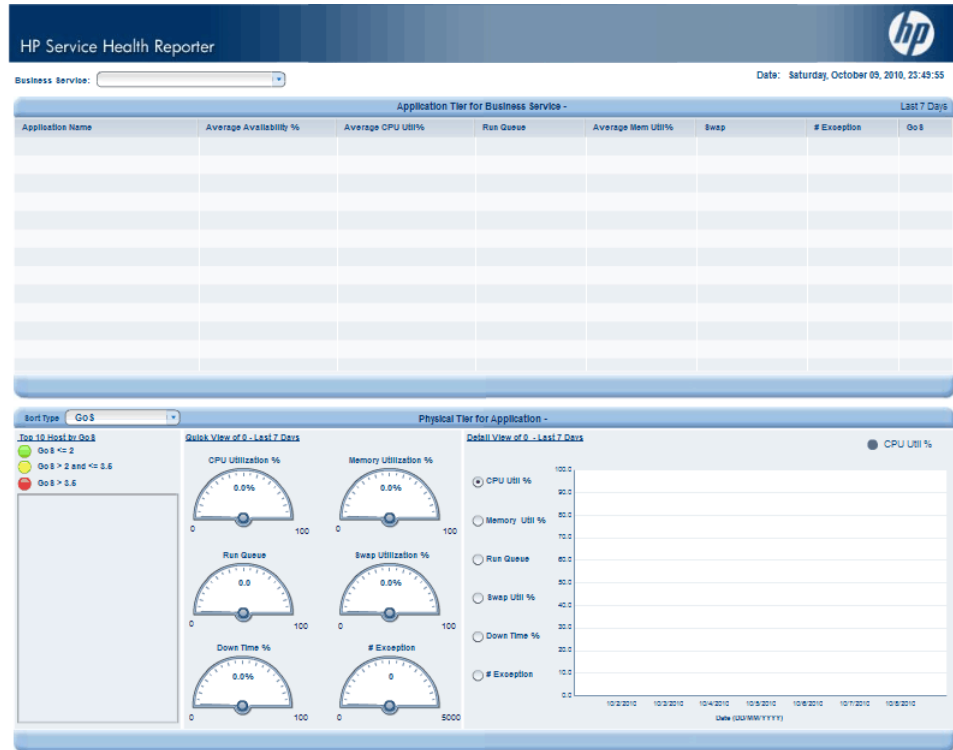 HP Service Health Reporter
hp
Business Service:
Date: Saturday, October 09, 2010, 23:49:55
Application Tier for Business Service -
Last 7 Days
Application Name
Average Availability %
Average CPU Util%
Run Queue
Average Mem Util%
Swap
# Exception
GoS
Sort Type
GoS
Physical Tier for Application -
Top 10 Host by GoS
GoS <= 2
GoS > 2 and <= 3.5
GoS > 3.5
Quick View of 0 - Last 7 Days
CPU Utilization %
0.0%
0
100
Memory Utilization %
0.0%
0
100
Run Queue
0.0
0
100
Swap Utilization %
0.0%
0
100
Down Time %
0.0%
0
100
# Exception
0
0
5000
Detail View of 0 - Last 7 Days
CPU Util %
CPU Util %
Memory Util %
Run Queue
Swap Util %
Down Time %
# Exception
100.0
90.0
80.0
70.0
60.0
50.0
40.0
30.0
20.0
10.0
0.0
10/2/2010
10/3/2010
10/4/2010
10/5/2010
10/6/2010
10/7/2010
10/8/2010
Date (DD/MM/YYYY)